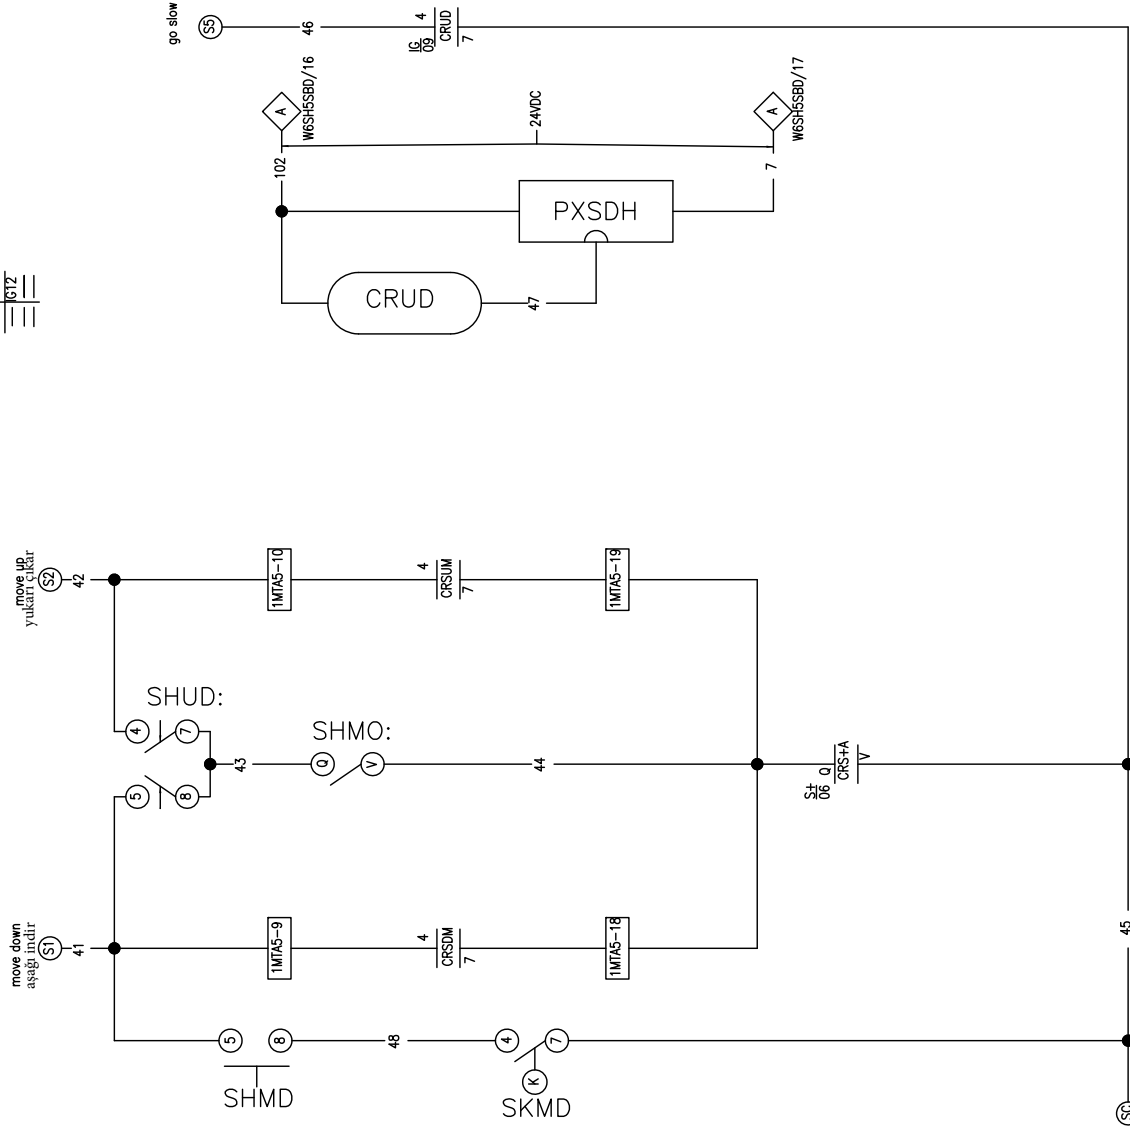 go slow
S5
46
4
IG
09
CRUD
7
A
W6SH5SBD/16
24VDC
A
W6SH5SBD/17
102
7
PXSDH
IG12
CRUD
47
move up
yukarı çıkar
S2
42
1MTA5-10
4
CRSUM
7
1MTA5-19
SHUD:
4
7
SHMO:
43
Q
V
44
5
8
S+
06
Q
CRS+A
V
move down
aşağı indir
S1
41
1MTA5-9
4
CRSDM
7
1MTA5-18
45
5
8
48
4
7
K
SHMD
SKMD
SC